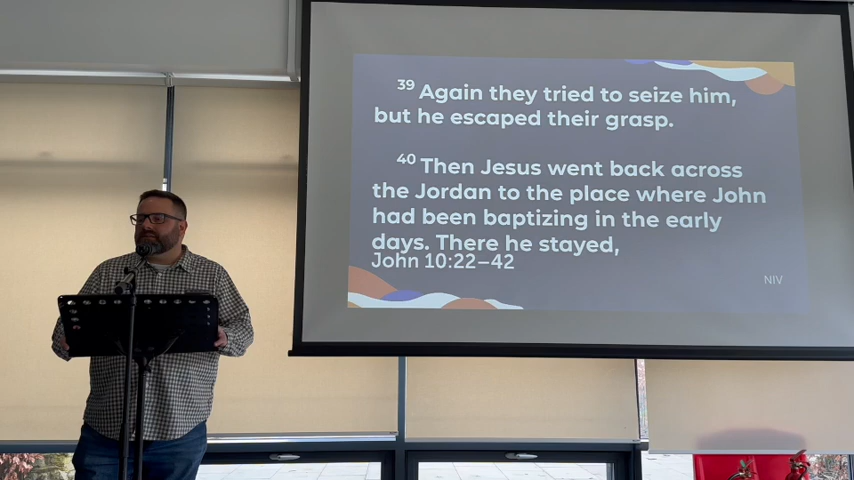 39 Again they tried to seize him,
but he escaped their grasp.
40 Then Jesus went back across
the Jordan to the place where John
had been baptizing in the early
days. There he stayed,
John 10:22–42
NIV